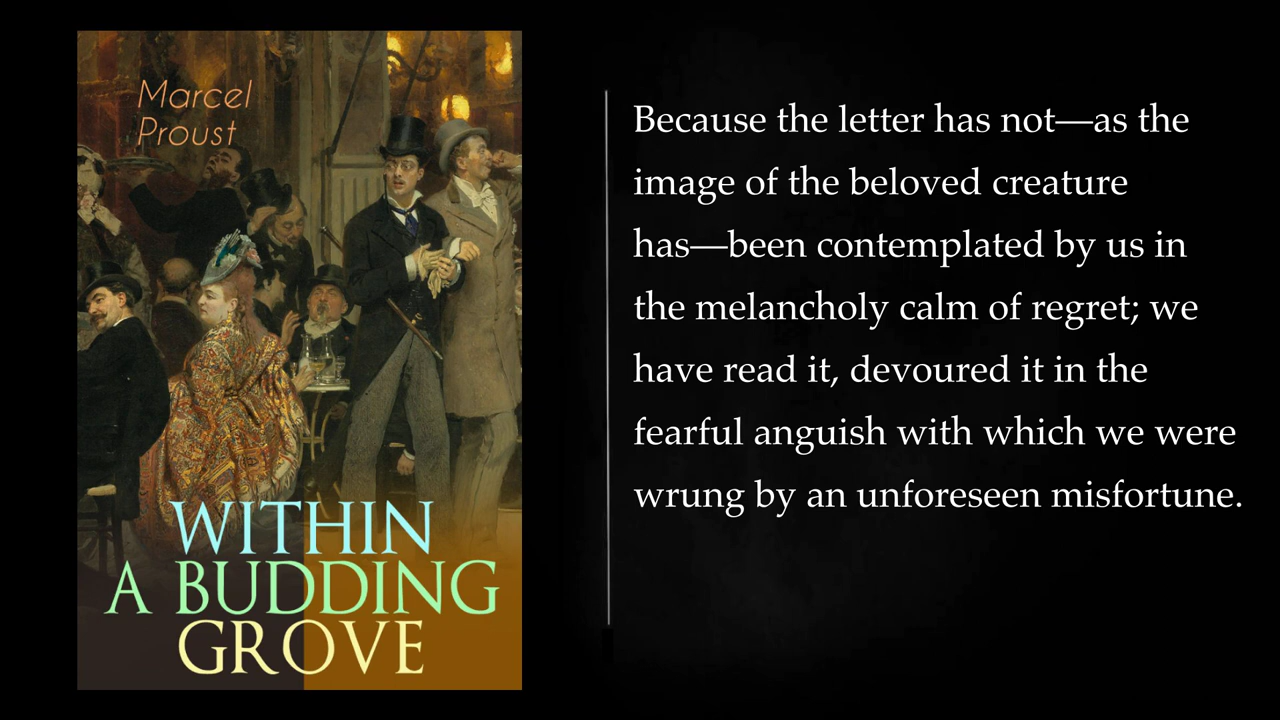 Marcel
Proust
WITHIN
A BUDDING
GROVE
Because the letter has not—as the
image of the beloved creature
has—been contemplated by us in
the melancholy calm of regret; we
have read it, devoured it in the
fearful anguish with which we were
wrung by an unforeseen misfortune.